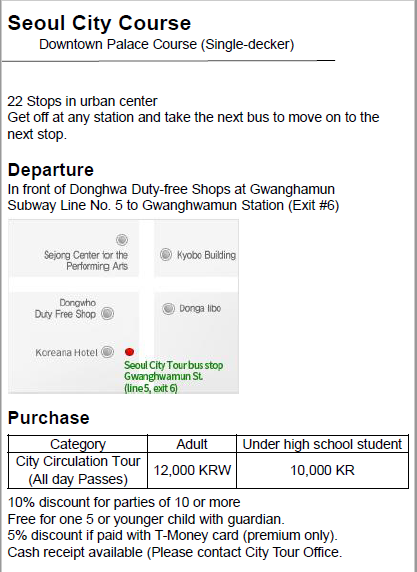 Seoul City Course
Downtown Palace Course (Single-decker)
22 Stops in urban center
Get off at any station and take the next bus to move on to the
next stop.
Departure
In front of Donghwa Duty-free Shops at Gwanghamun
Subway Line No. 5 to Gwanghwamun Station (Exit #6)
Sejong Center for the
Performing Arts
Kyobo Building
Dongwho
Duty Free Shop
Donga Ilbo
Koreana Hotel
Seoul City Tour bus stop
Gwanghwamun St.
(line 5, exit 6)
Purchase
Category Adult Under high school student
City Circulation Tour
(All day Passes) 12,000 KRW 10,000 KR
10% discount for parties of 10 or more
Free for one 5 or younger child with guardian.
5% discount if paid with T-Money card (premium only).
Cash receipt available (Please contact City Tour Office.